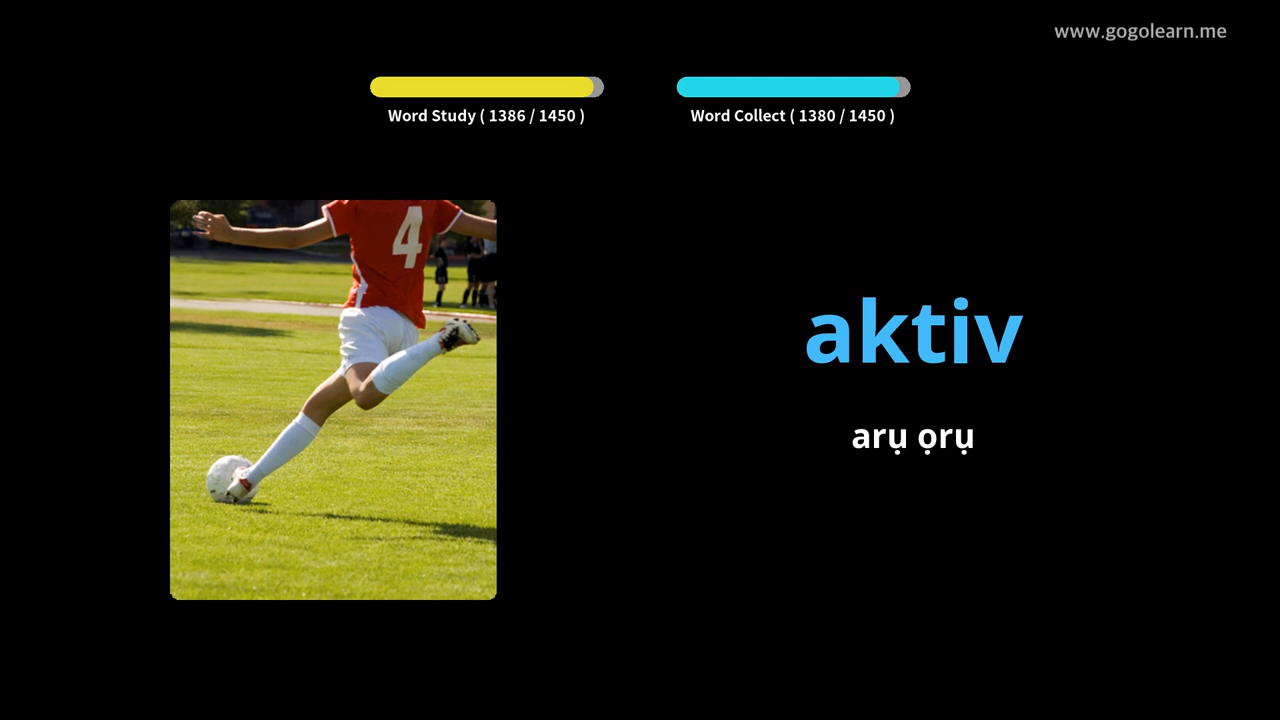 www.gogolearn.me
Word Study ( 1386 / 1450 )
Word Collect ( 1380 / 1450 )
4
aktiv
arụ ọrụ